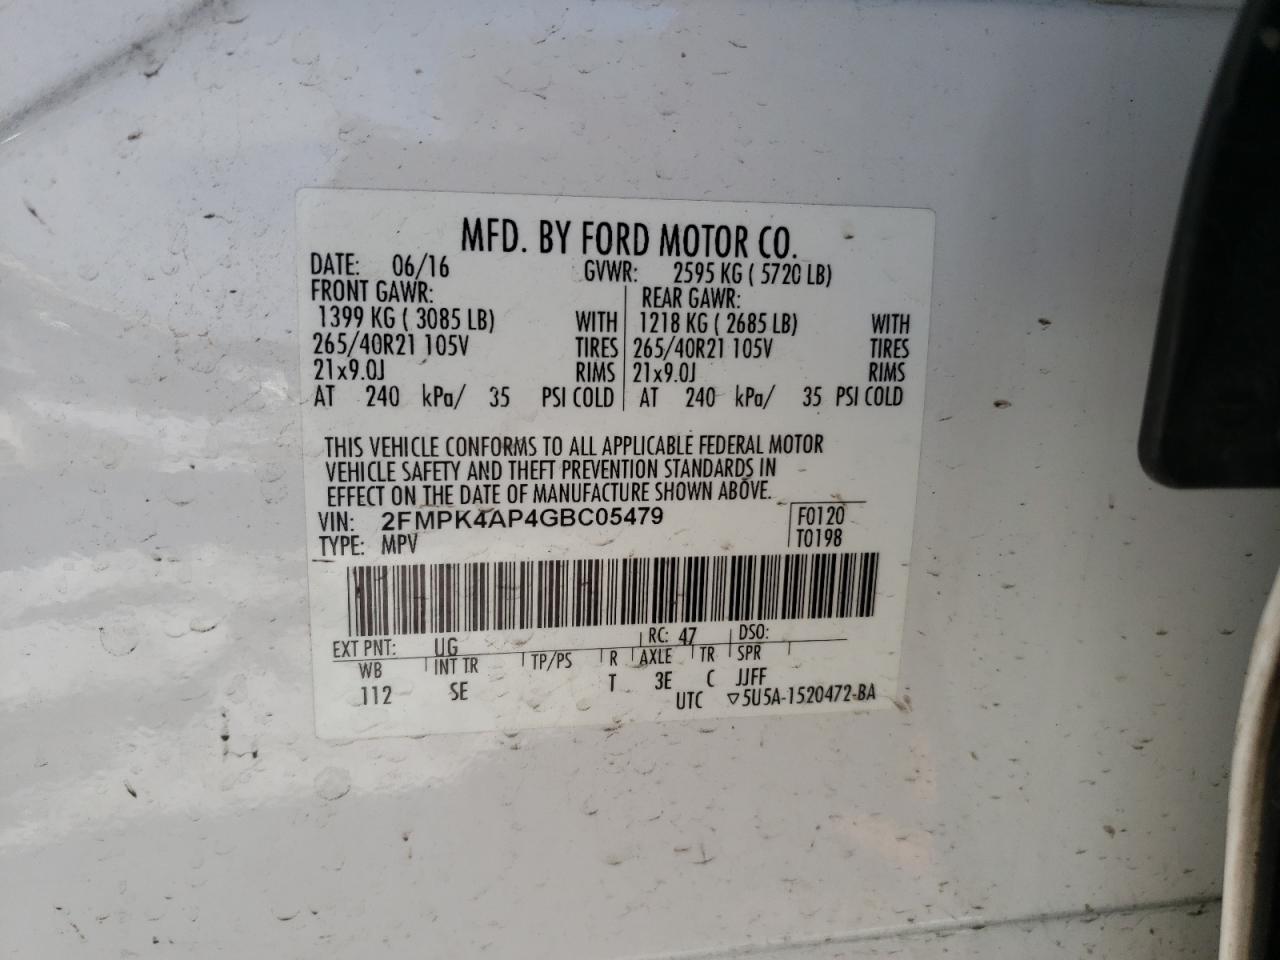 MFD. BY FORD MOTOR CO.
DATE: 06/16 GVWR: 2595 KG ( 5720 LB)
FRONT GAWR: REAR GAWR:
1399 KG ( 3085 LB) WITH 1218 KG ( 2685 LB) WITH
265/40R21 105V TIRES 265/40R21 105V TIRES
21x9.0J RIMS 21x9.0J RIMS
AT 240 kPa/ 35 PSI COLD AT 240 kPa/ 35 PSI COLD
THIS VEHICLE CONFORMS TO ALL APPLICABLE FEDERAL MOTOR
VEHICLE SAFETY AND THEFT PREVENTION STANDARDS IN
EFFECT ON THE DATE OF MANUFACTURE SHOWN ABOVE.
VIN: 2FMPK4AP4GBC05479 F0120
TYPE: MPV T0198
EXT PNT: UG RC: 47 DSO:
WB INT TR TP/PS R AXLE TR SPR
112 SE T 3E C JJFF
UTC ▽5U5A-1520472-BA